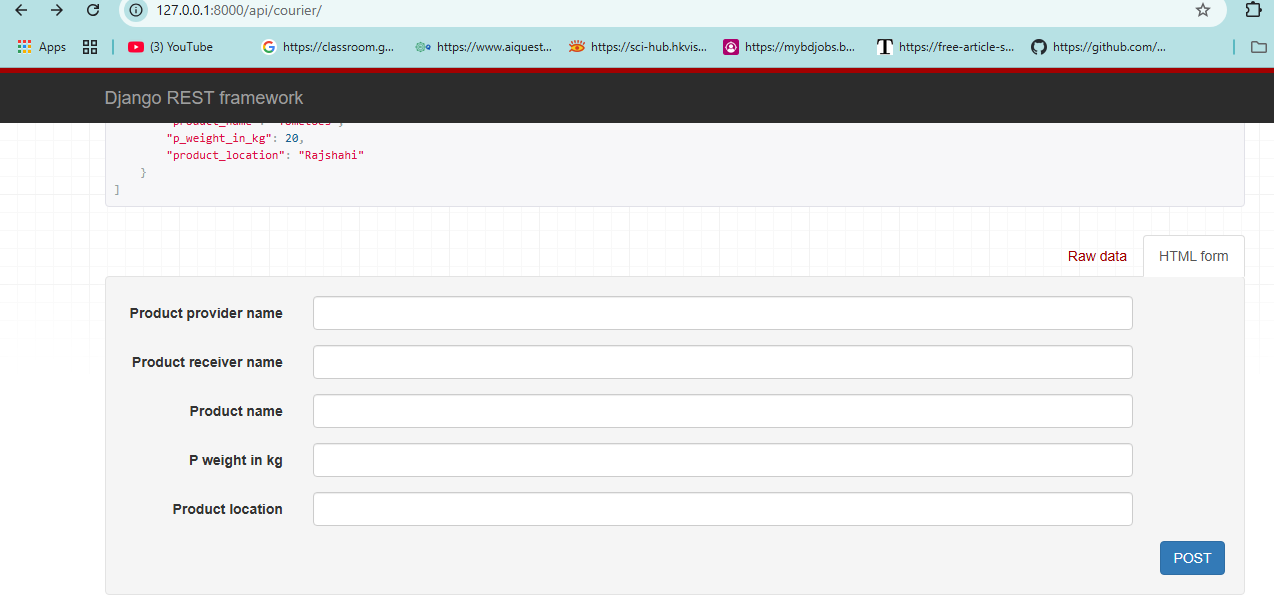 127.0.0.1:8000/api/courier/
Apps (3) YouTube https://classroom.g... https://www.aiquest... https://sci-hub.hkvis... https://mybdjobs.b... https://free-article-s... https://github.com/...
Django REST framework
"p_weight_in_kg": 20,
"product_location": "Rajshahi"
}
]
Raw data HTML form
Product provider name
Product receiver name
Product name
P weight in kg
Product location
POST